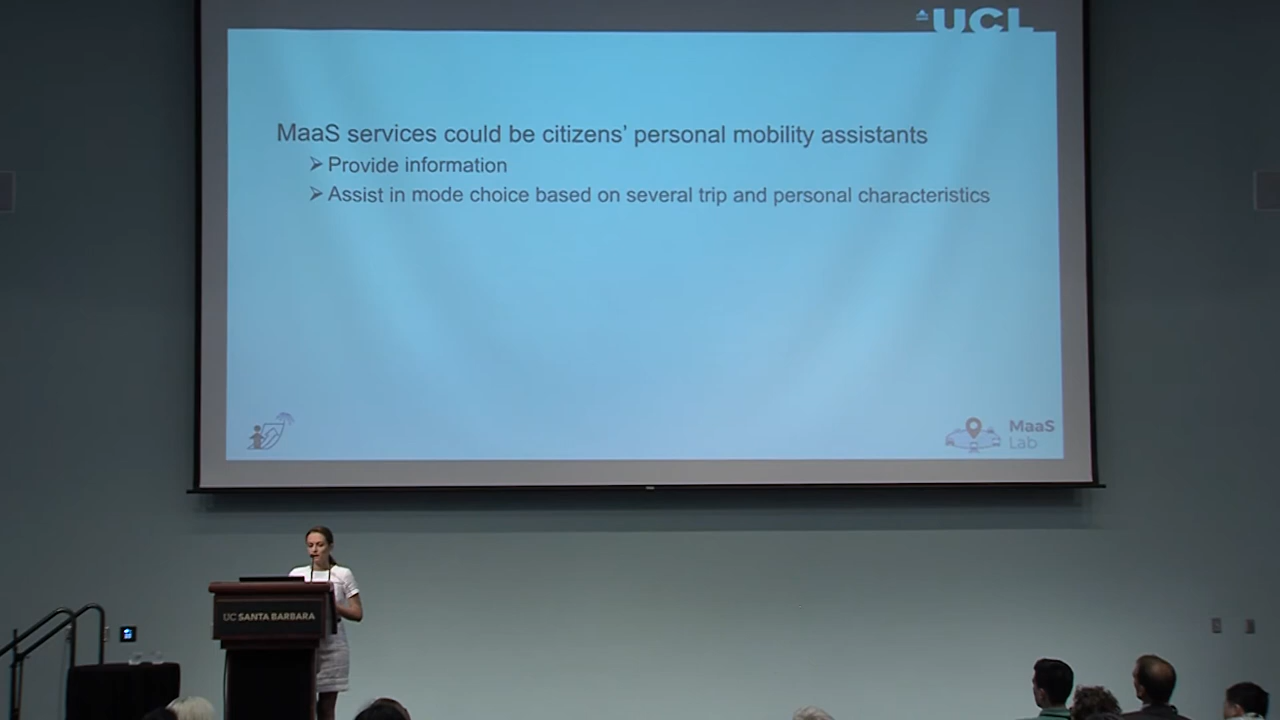 UCL
MaaS services could be citizens' personal mobility assistants
➢ Provide information
➢ Assist in mode choice based on several trip and personal characteristics
MaaS
Lab
UC SANTA BARBARA